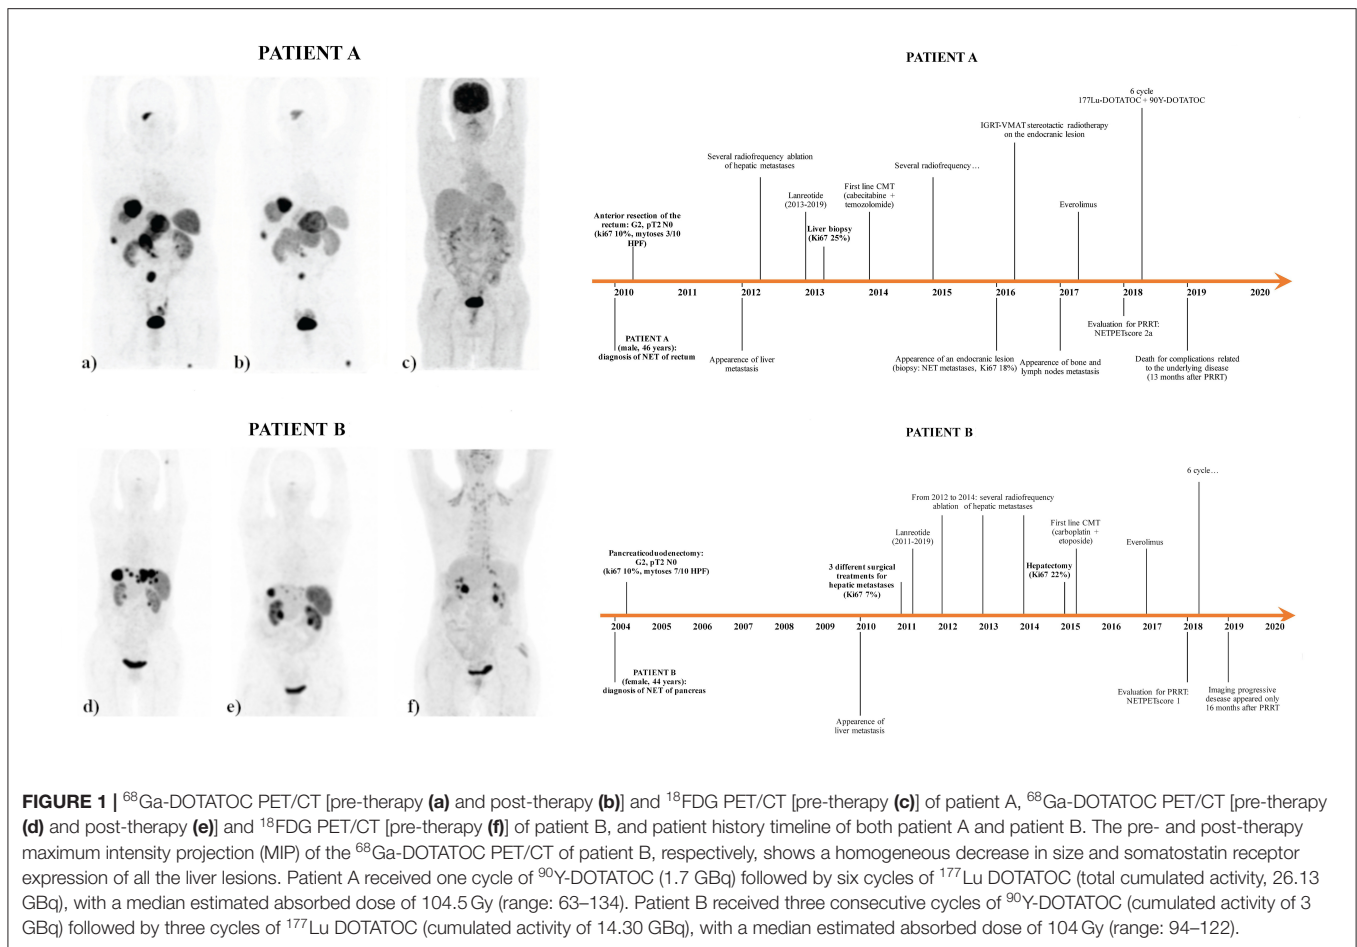 PATIENT A
a)
b)
c)
PATIENT A
6 cycle
177Lu-DOTATOC + 90Y-DOTATOC
IGRT-VMAT stereotactic radiotherapy
on the endocranic lesion
Several radiofrequency ablation
of hepatic metastases
Several radiofrequency…
Lanreotide
(2013-2019)
First line CMT
(cabecitabine +
temozolomide)
Everolimus
Anterior resection of the
rectum: G2, pT2 N0
(ki67 10%, mytoses 3/10
HPF)
Liver biopsy
(Ki67 25%)
2010 2011 2012 2013 2014 2015 2016 2017 2018 2019 2020
PATIENT A
(male, 46 years):
diagnosis of NET of rectum
Appearence of liver
metastasis
Appearence of an endocranic lesion
(biopsy: NET metastases, Ki67 18%)
Appearence of bone and
lymph nodes metastasis
Evaluation for PRRT:
NETPETscore 2a
Death for complications related
to the underlying disease
(13 months after PRRT)
PATIENT B
d)
e)
f)
PATIENT B
6 cycle…
From 2012 to 2014: several radiofrequency
ablation of hepatic metastases
Lanreotide
(2011-2019)
First line CMT
(carboplatin +
etoposide)
Everolimus
Pancreaticoduodenectomy:
G2, pT2 N0
(ki67 10%, mytoses 7/10 HPF)
3 different surgical
treatments for
hepatic metastases
(Ki67 7%)
Hepatectomy
(Ki67 22%)
2004 2005 2006 2007 2008 2009 2010 2011 2012 2013 2014 2015 2016 2017 2018 2019 2020
PATIENT B
(female, 44 years):
diagnosis of NET of pancreas
Appearence of
liver metastasis
Evaluation for PRRT:
NETPETscore 1
Imaging progressive
desease appeared only
16 months after PRRT
FIGURE 1 | ⁶⁸Ga-DOTATOC PET/CT [pre-therapy (a) and post-therapy (b)] and ¹⁸FDG PET/CT [pre-therapy (c)] of patient A, ⁶⁸Ga-DOTATOC PET/CT [pre-therapy
(d) and post-therapy (e)] and ¹⁸FDG PET/CT [pre-therapy (f)] of patient B, and patient history timeline of both patient A and patient B. The pre- and post-therapy
maximum intensity projection (MIP) of the ⁶⁸Ga-DOTATOC PET/CT of patient B, respectively, shows a homogeneous decrease in size and somatostatin receptor
expression of all the liver lesions. Patient A received one cycle of ⁹⁰Y-DOTATOC (1.7 GBq) followed by six cycles of ¹⁷⁷Lu DOTATOC (total cumulated activity, 26.13
GBq), with a median estimated absorbed dose of 104.5 Gy (range: 63–134). Patient B received three consecutive cycles of ⁹⁰Y-DOTATOC (cumulated activity of 3
GBq) followed by three cycles of ¹⁷⁷Lu DOTATOC (cumulated activity of 14.30 GBq), with a median estimated absorbed dose of 104 Gy (range: 94–122).